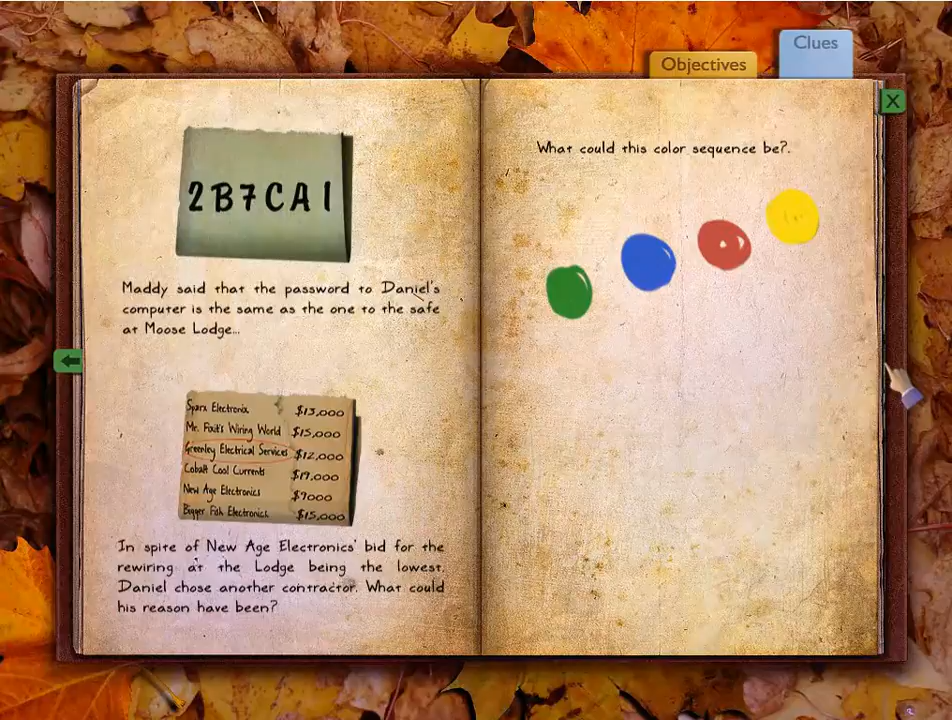 Objectives
Clues
X
2B7CA1
Maddy said that the password to Daniel's
computer is the same as the one to the safe
at Moose Lodge...
Sparx Electronix $13,000
Mr. Foxit's Wiring World $15,000
Greenley Electrical Services $12,000
Cobalt Cool Currents $17,000
New Age Electronics $9000
Bigger Fish Electronics $15,000
In spite of New Age Electronics' bid for the
rewiring at the Lodge being the lowest,
Daniel chose another contractor. What could
his reason have been?
What could this color sequence be?.